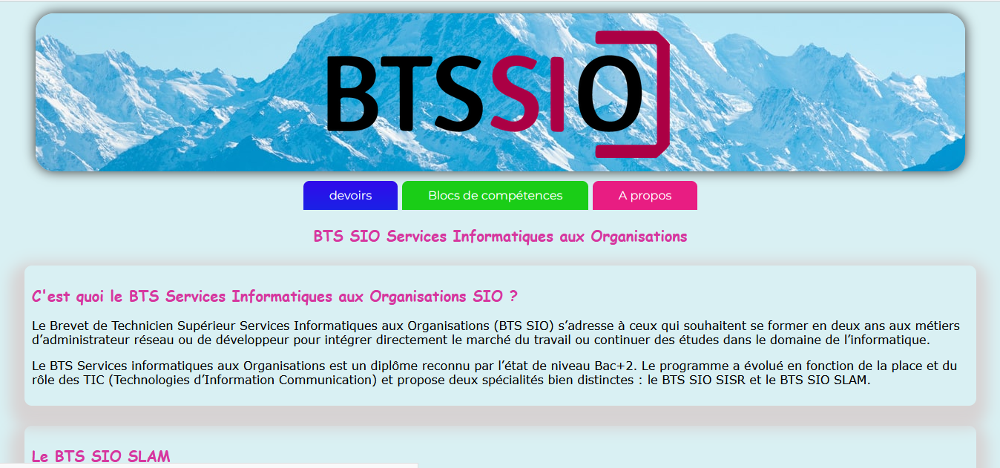 BTSSIO
devoirs
Blocs de compétences
A propos
BTS SIO Services Informatiques aux Organisations
C'est quoi le BTS Services Informatiques aux Organisations SIO ?
Le Brevet de Technicien Supérieur Services Informatiques aux Organisations (BTS SIO) s’adresse à ceux qui souhaitent se former en deux ans aux métiers
d’administrateur réseau ou de développeur pour intégrer directement le marché du travail ou continuer des études dans le domaine de l’informatique.
Le BTS Services informatiques aux Organisations est un diplôme reconnu par l’état de niveau Bac+2. Le programme a évolué en fonction de la place et du
rôle des TIC (Technologies d’Information Communication) et propose deux spécialités bien distinctes : le BTS SIO SISR et le BTS SIO SLAM.
Le BTS SIO SLAM